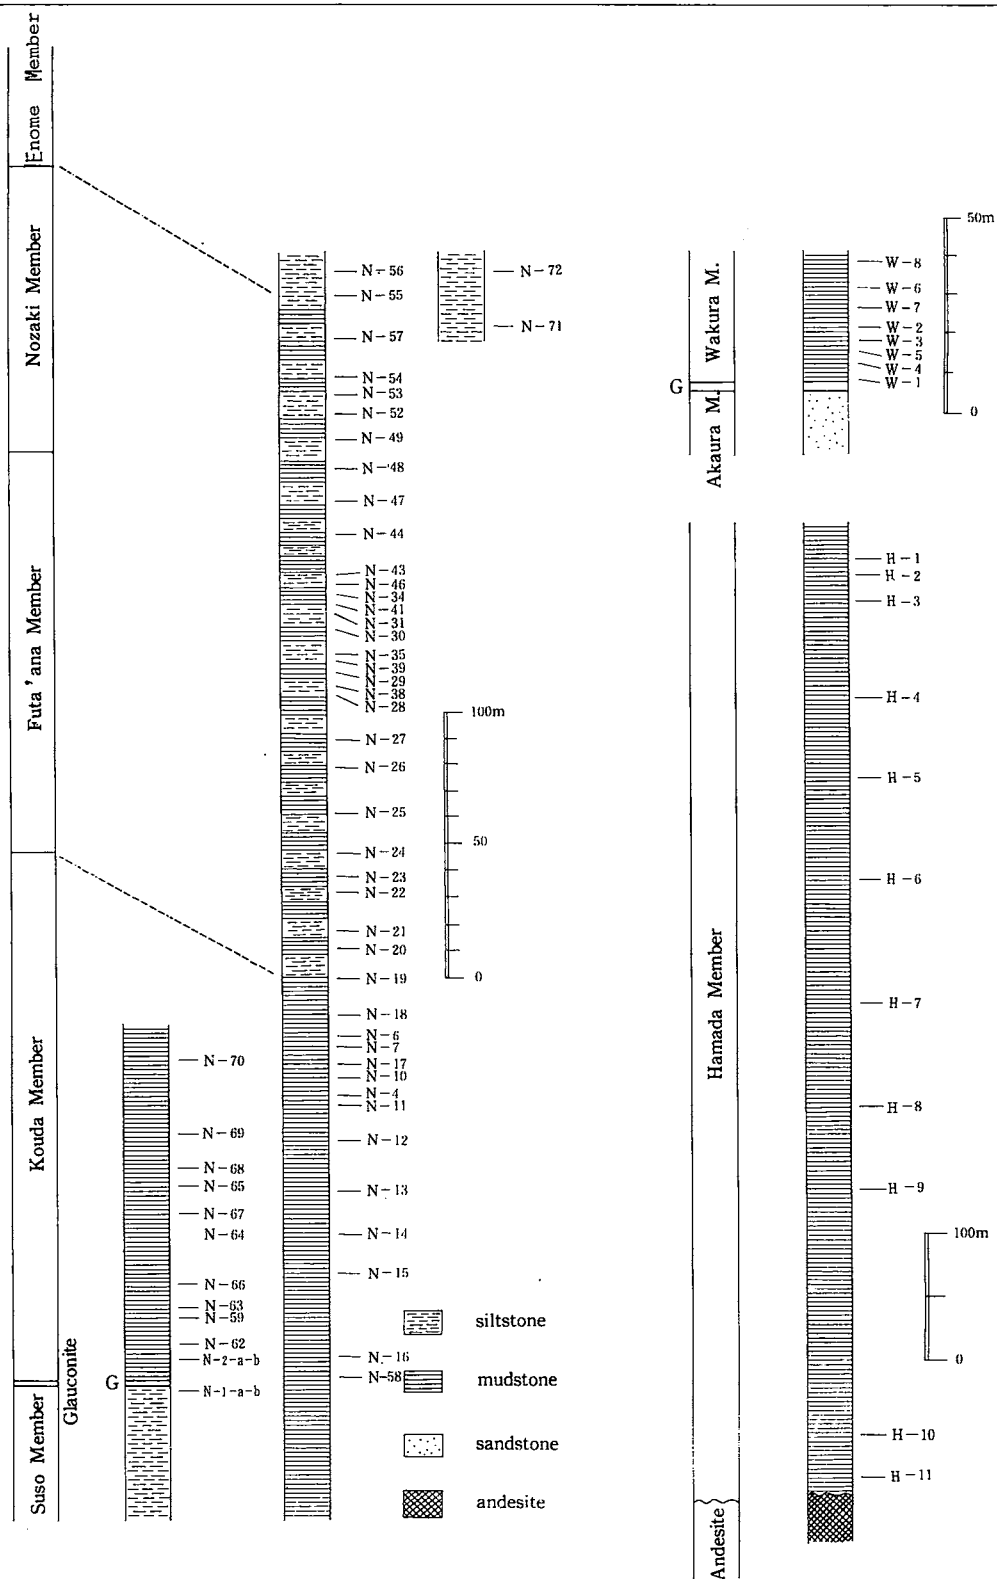 Enome Member
Nozaki Member
Futa'ana Member
Kouda Member
Suso Member
Glauconite
G
N-70
N-69
N-68
N-65
N-67
N-64
N-66
N-63
N-59
N-62
N-2-a-b
N-1-a-b
N-56
N-55
N-57
N-54
N-53
N-52
N-49
N-48
N-47
N-44
N-43
N-46
N-34
N-41
N-31
N-30
N-35
N-39
N-29
N-38
N-28
N-27
N-26
N-25
N-24
N-23
N-22
N-21
N-20
N-19
N-18
N-6
N-7
N-17
N-10
N-4
N-11
N-12
N-13
N-14
N-15
N-16
N-58
N-72
N-71
100m
50
0
siltstone
mudstone
sandstone
andesite
Wakura M.
G
Akaura M.
W-8
W-6
W-7
W-2
W-3
W-5
W-4
W-1
50m
0
Hamada Member
Andesite
H-1
H-2
H-3
H-4
H-5
H-6
H-7
H-8
H-9
H-10
H-11
100m
0